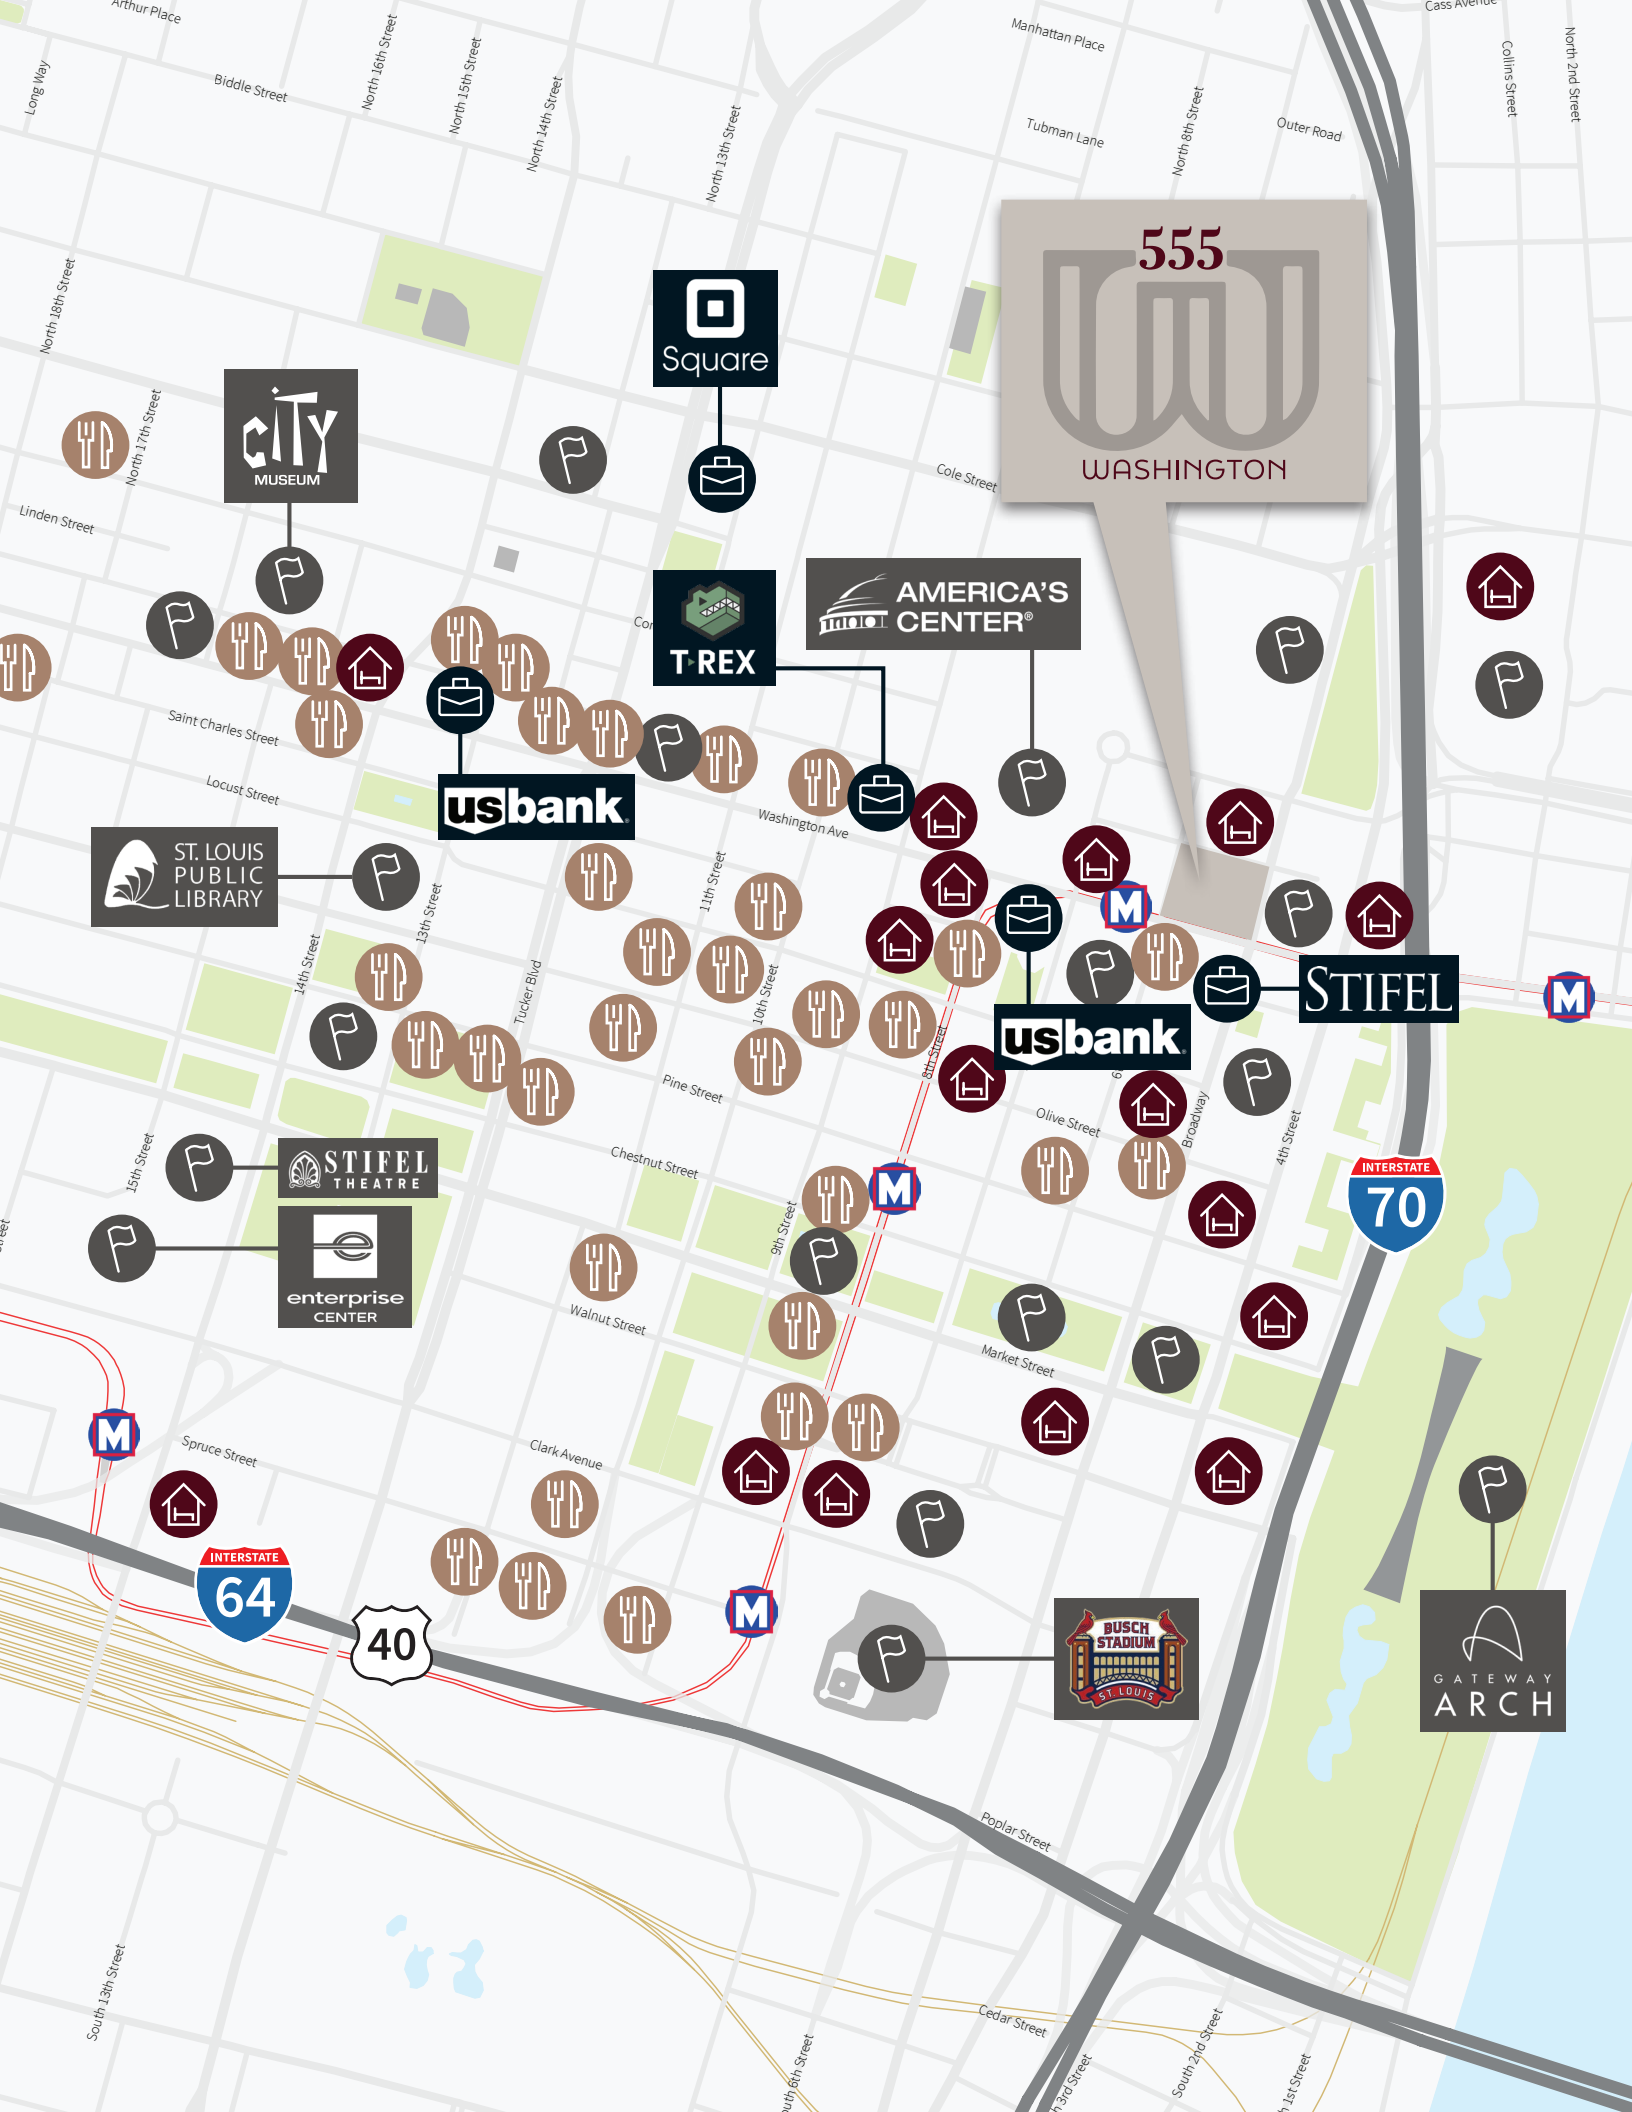 Arthur Place
Cass Avenue
Manhattan Place
Long Way
Biddle Street
North 16th Street
North 15th Street
North 14th Street
North 13th Street
Tubman Lane
North 8th Street
Outer Road
Collins Street
North 2nd Street
555
WASHINGTON
North 18th Street
Square
North 17th Street
CITY
MUSEUM
Cole Street
Linden Street
T-REX
AMERICA'S
CENTER®
Saint Charles Street
Locust Street
usbank
Washington Ave
ST. LOUIS
PUBLIC
LIBRARY
11th Street
13th Street
M
14th Street
Tucker Blvd
10th Street
STIFEL
M
usbank
8th Street
Pine Street
Olive Street
Broadway
4th Street
15th Street
Chestnut Street
STIFEL
THEATRE
M
INTERSTATE
70
9th Street
e
enterprise
CENTER
Walnut Street
Market Street
M
Spruce Street
Clark Avenue
INTERSTATE
64
40
M
BUSCH
STADIUM
ST. LOUIS
GATEWAY
ARCH
Poplar Street
South 13th Street
Cedar Street
South 2nd Street
outh 6th Street
h 3rd Street
h 1st Street